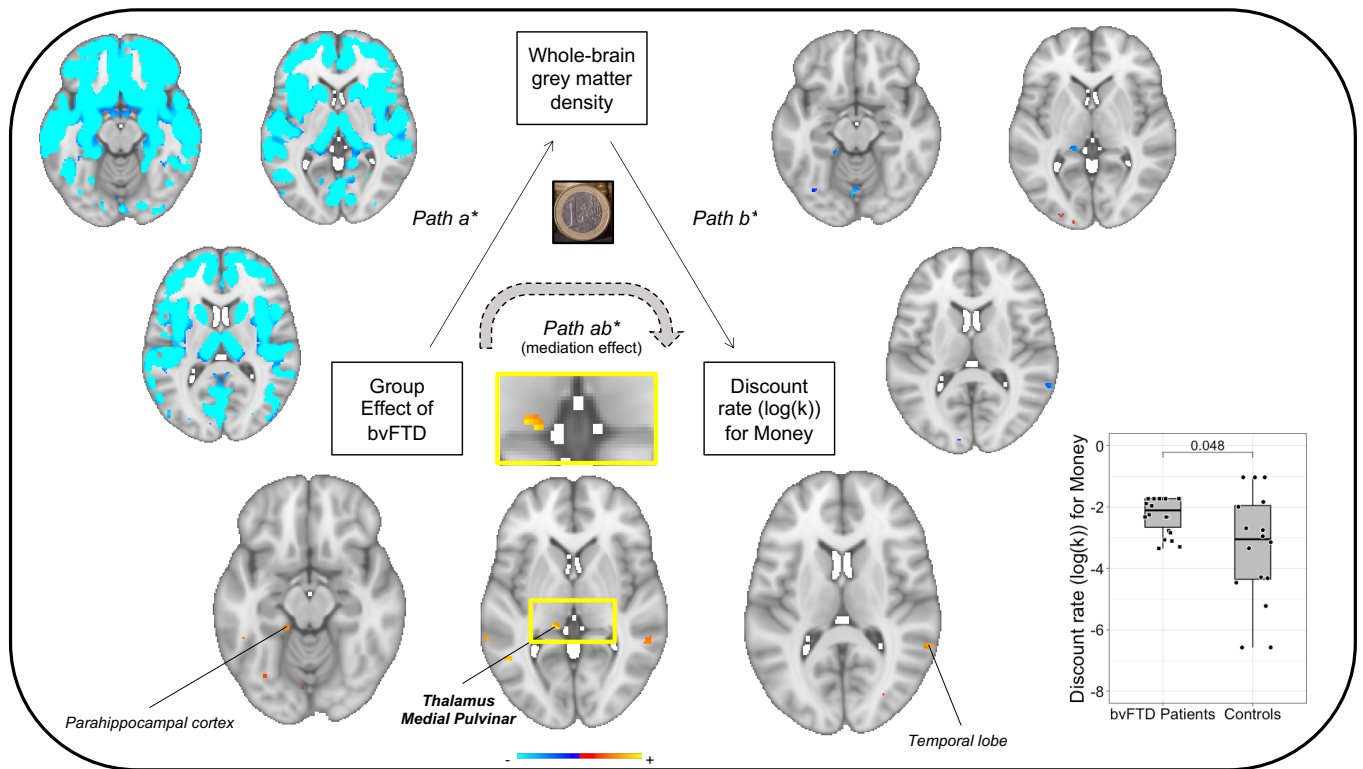 Whole-brain
grey matter
density
Path a*
Path b*
Path ab*
(mediation effect)
Group
Effect of
bvFTD
Discount
rate (log(k))
for Money
Parahippocampal cortex
Thalamus
Medial Pulvinar
Temporal lobe
- +
Discount rate (log(k)) for Money
0
-2
-4
-6
-8
0.048
bvFTD Patients Controls